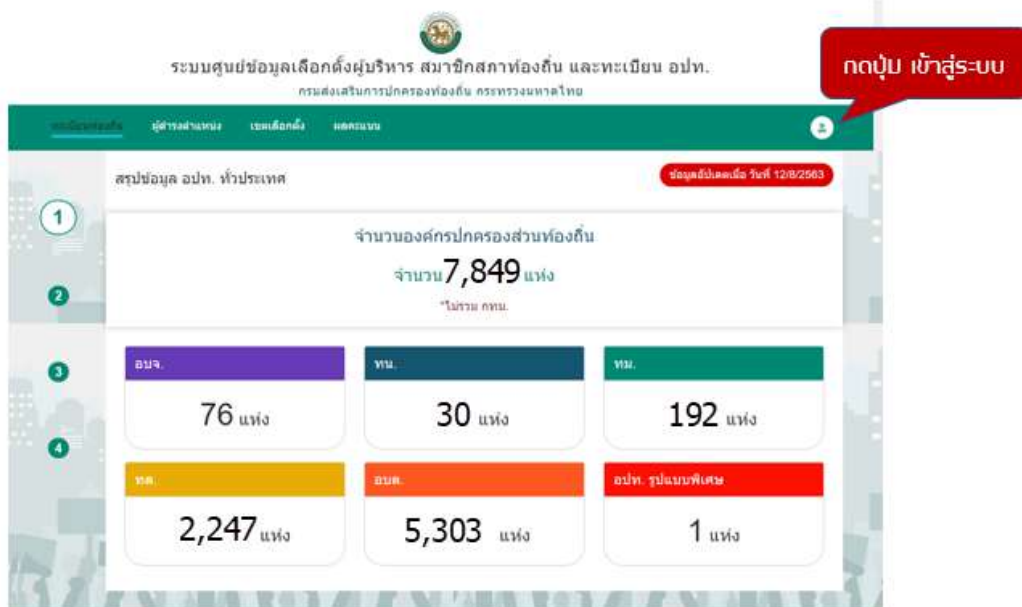 ระบบศูนย์ข้อมูลเลือกตั้งผู้บริหาร สมาชิกสภาท้องถิ่น และทะเบียน อปท.
กรมส่งเสริมการปกครองท้องถิ่น กระทรวงมหาดไทย
กดปุ่ม เข้าสู่ระบบ
ทะเบียนท้องถิ่น ผู้ดำรงตำแหน่ง เขตเลือกตั้ง ผลคะแนน
สรุปข้อมูล อปท. ทั่วประเทศ
ข้อมูลอัปเดตเมื่อ วันที่ 12/8/2563
1
จำนวนองค์กรปกครองส่วนท้องถิ่น
จำนวน 7,849 แห่ง
2
*ไม่รวม กทม.
อบจ. ทน. ทม.
3
76 แห่ง 30 แห่ง 192 แห่ง
4
ทต. อบต. อปท. รูปแบบพิเศษ
2,247 แห่ง 5,303 แห่ง 1 แห่ง